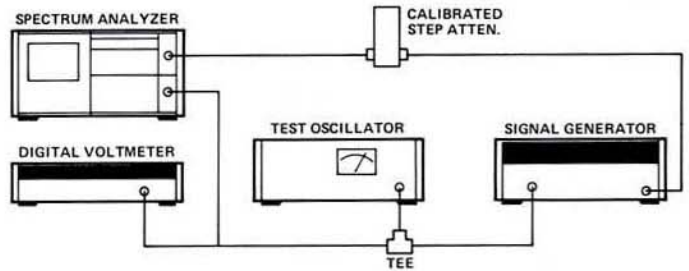 SPECTRUM ANALYZER
CALIBRATED
STEP ATTEN.
TEST OSCILLATOR
SIGNAL GENERATOR
DIGITAL VOLTMETER
TEE